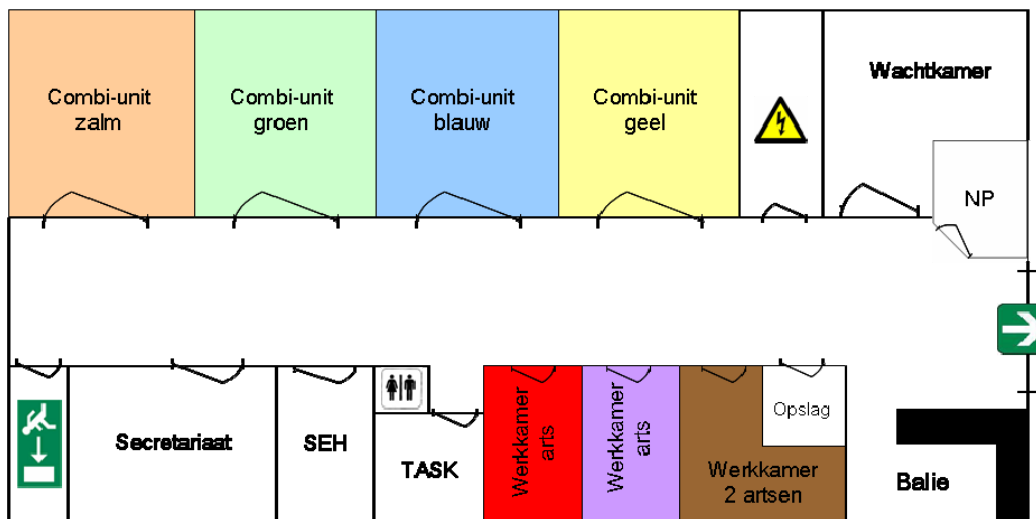 Combi-unit
zalm
Combi-unit
groen
Combi-unit
blauw
Combi-unit
geel
Wachtkamer
NP
Secretariaat
SEH
TASK
Werkkamer
arts
Werkkamer
arts
Opslag
Werkkamer
2 artsen
Balie